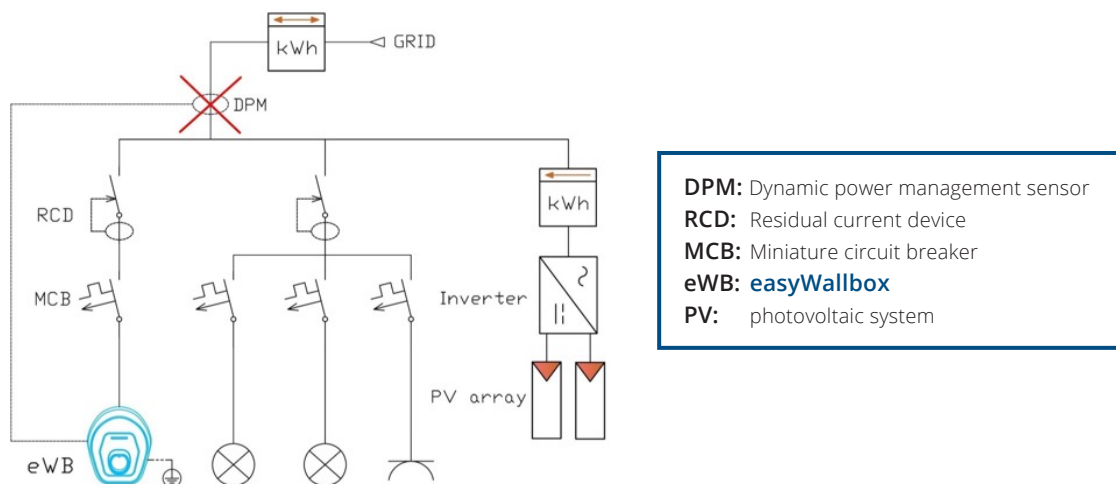 kWh
GRID
DPM
RCD
kWh
MCB
Inverter
PV array
eWB
DPM: Dynamic power management sensor
RCD: Residual current device
MCB: Miniature circuit breaker
eWB: easyWallbox
PV: photovoltaic system